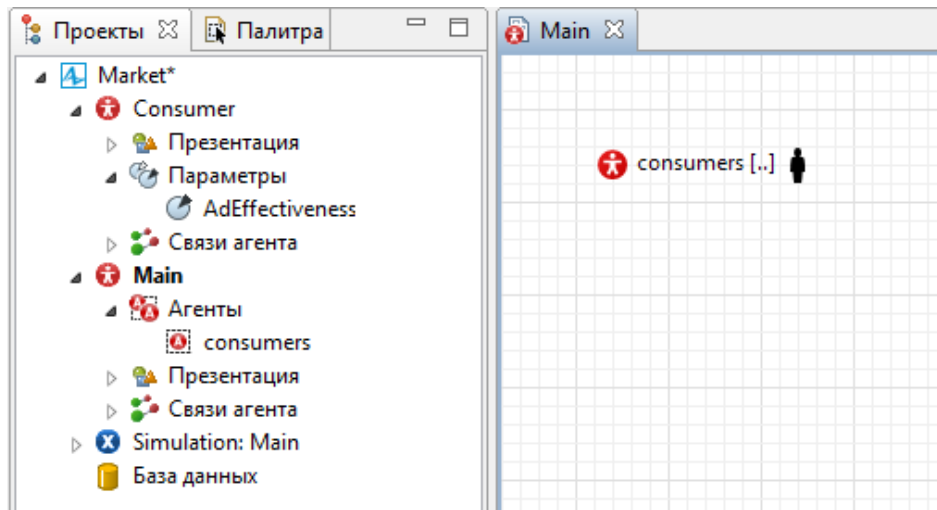 Проекты Палитра
Market*
Consumer
Презентация
Параметры
AdEffectiveness
Связи агента
Main
Агенты
consumers
Презентация
Связи агента
Simulation: Main
База данных
Main
consumers [..]